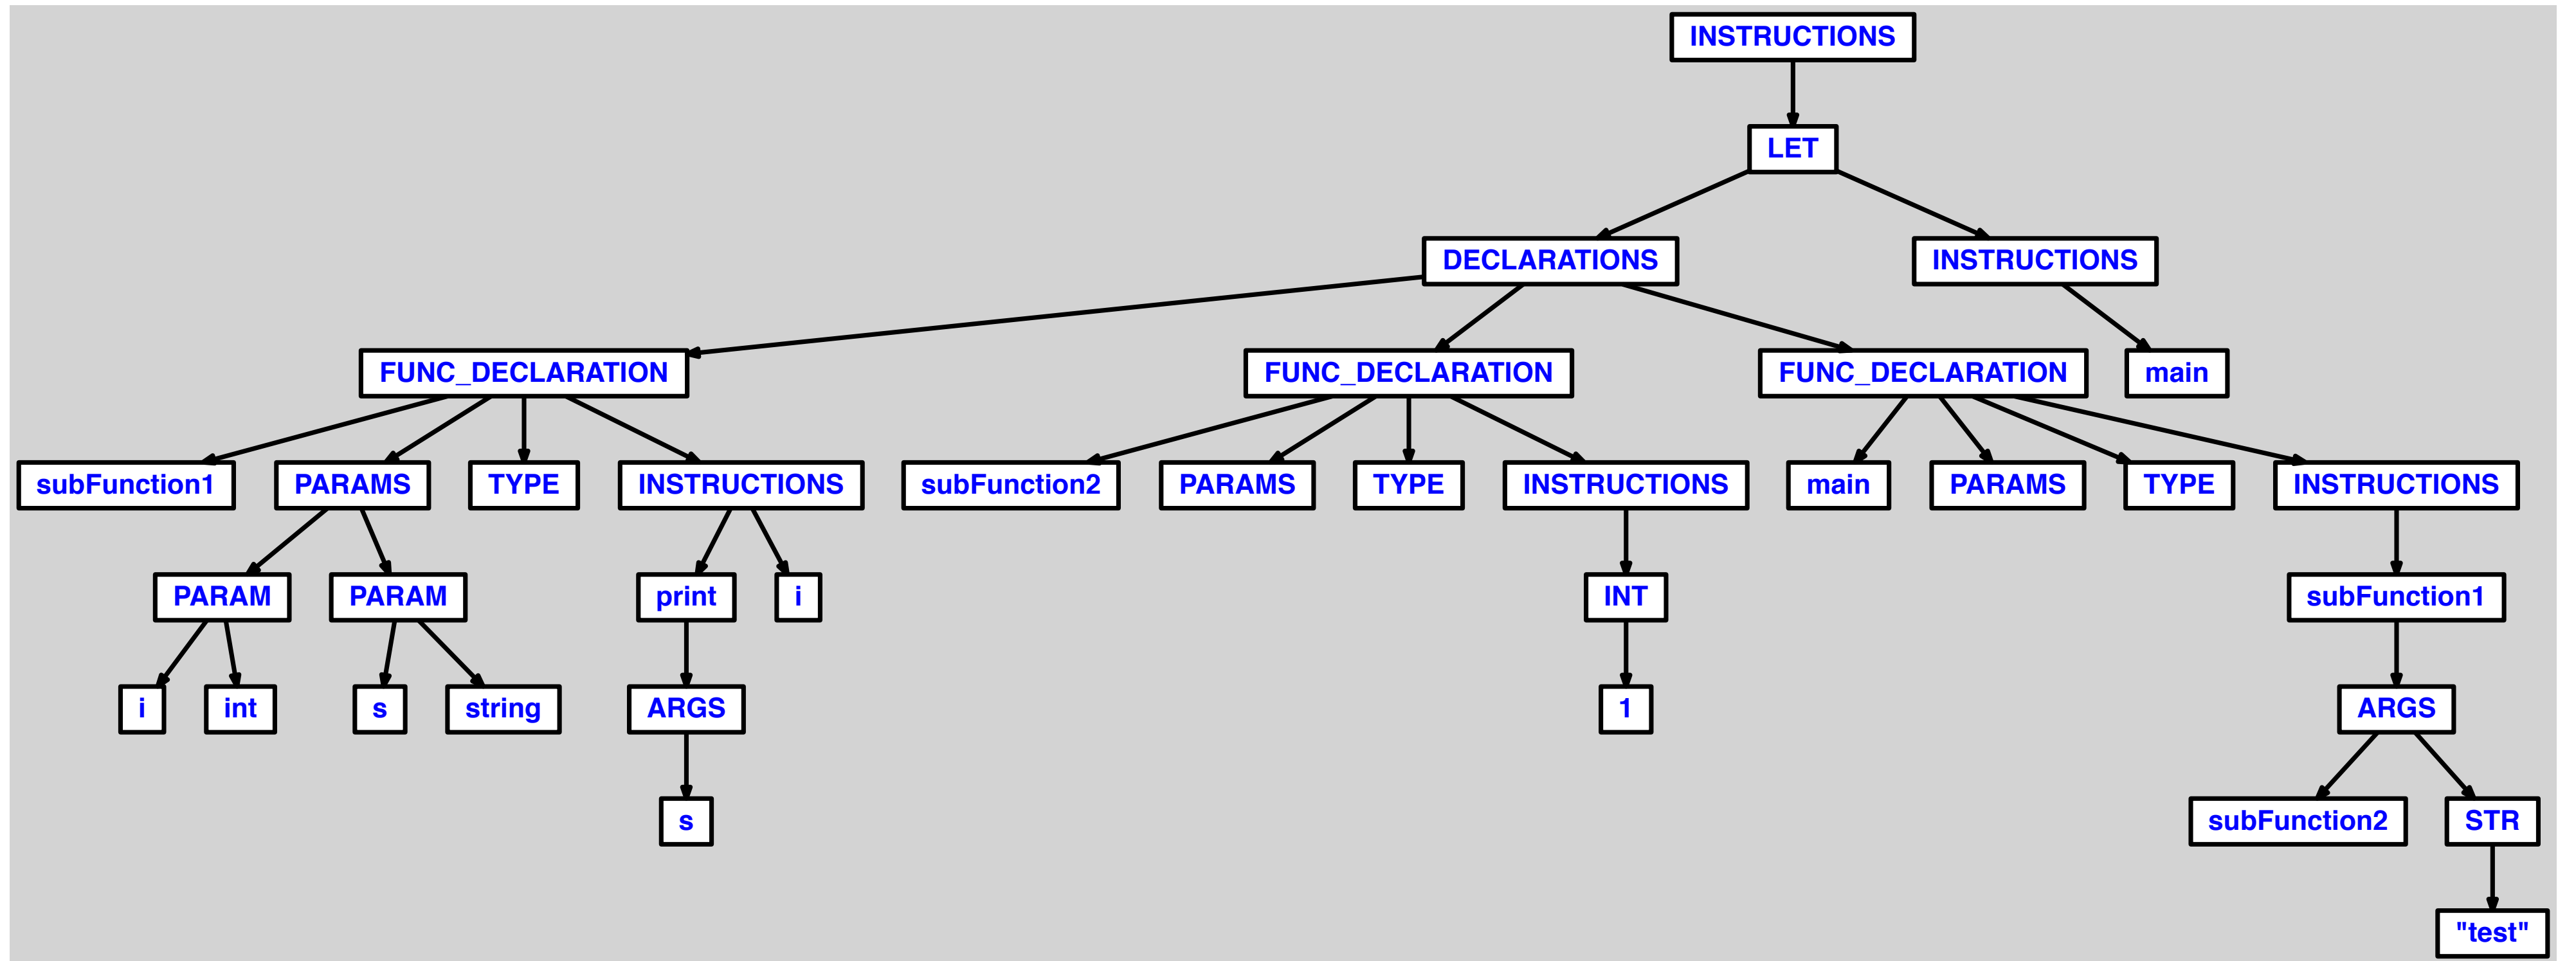 INSTRUCTIONS
LET
DECLARATIONS
INSTRUCTIONS
FUNC_DECLARATION
FUNC_DECLARATION
FUNC_DECLARATION
main
subFunction1
PARAMS
TYPE
INSTRUCTIONS
subFunction2
PARAMS
TYPE
INSTRUCTIONS
main
PARAMS
TYPE
INSTRUCTIONS
PARAM
PARAM
print
i
INT
subFunction1
i
int
s
string
ARGS
1
ARGS
s
subFunction2
STR
"test"